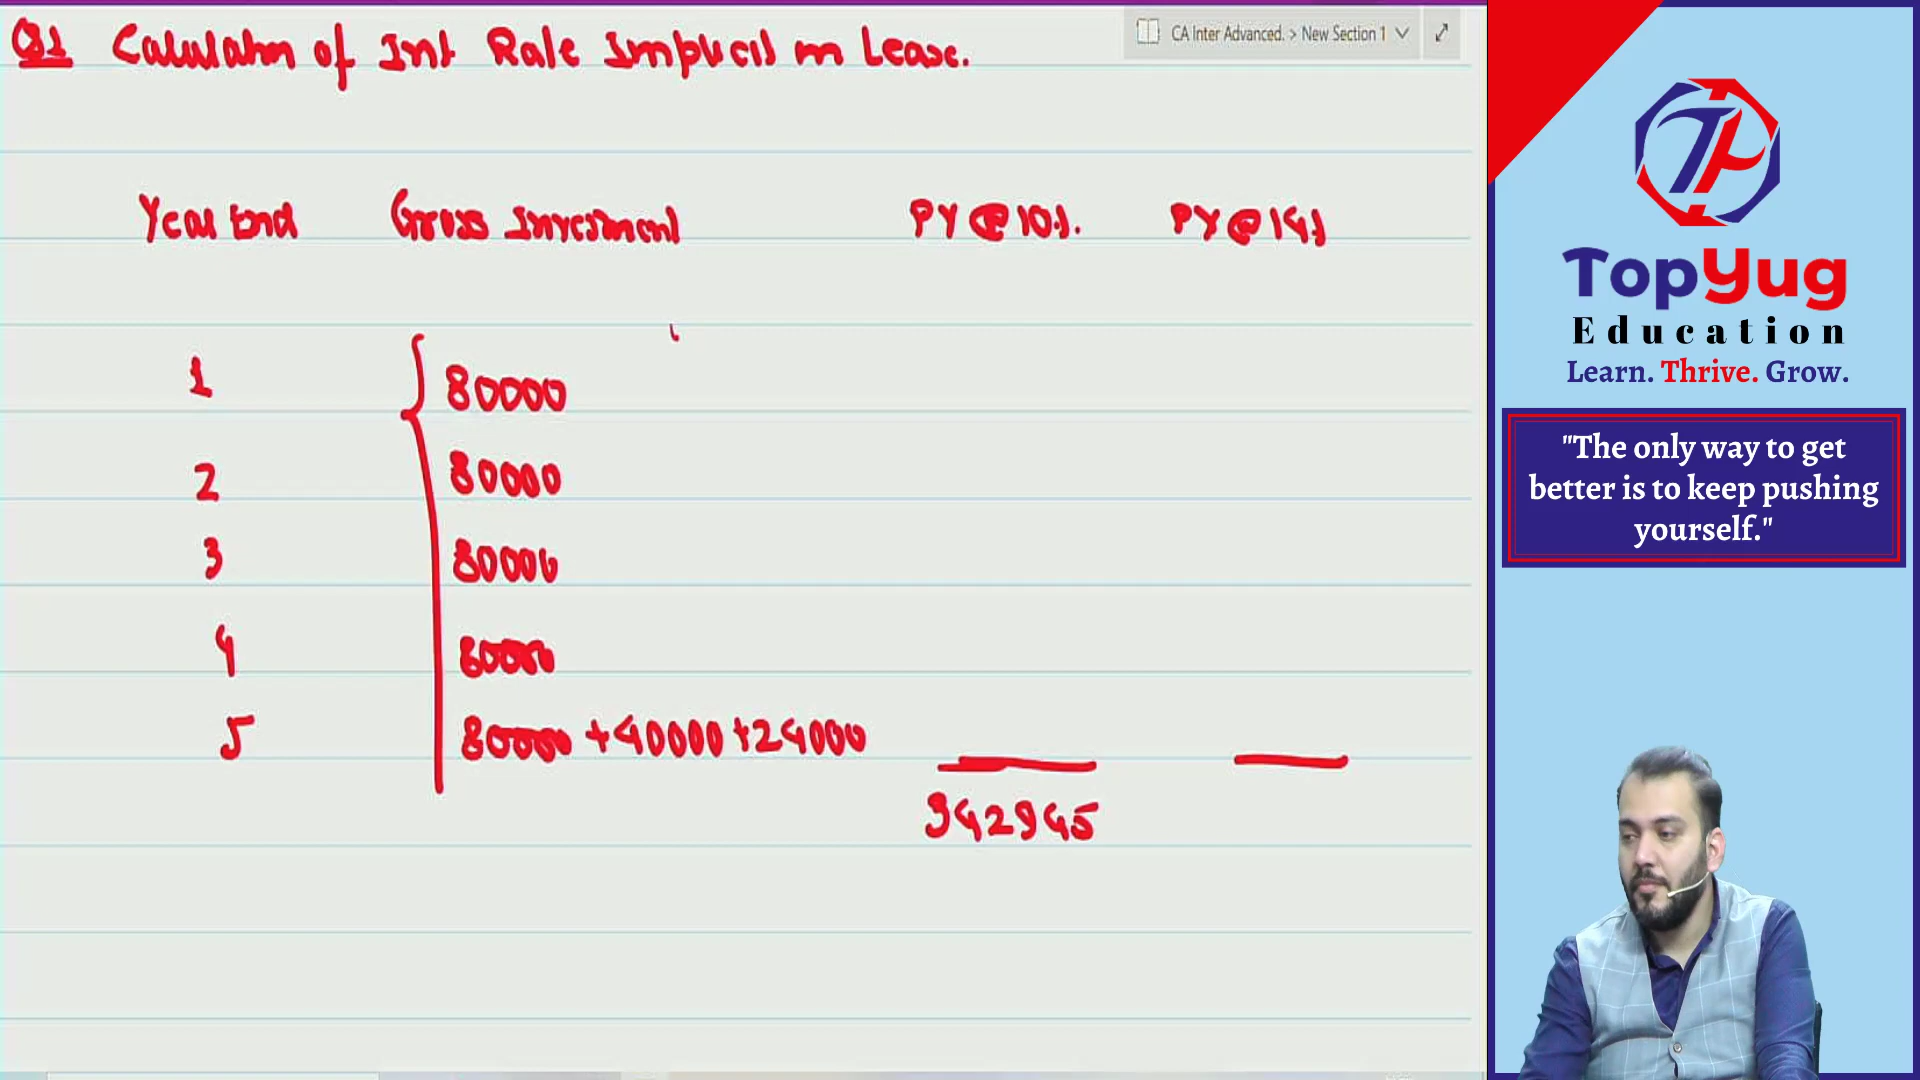 Q1 Calculation of Int Rate Implicit on Lease.
CA Inter Advanced. > New Section 1
Year End Gross Investment PV @ 10%. PV @ 14%
1 80000
2 80000
3 80000
4 80000
5 80000 + 40000 + 24000
342945
TopYug
Education
Learn. Thrive. Grow.
"The only way to get
better is to keep pushing
yourself."